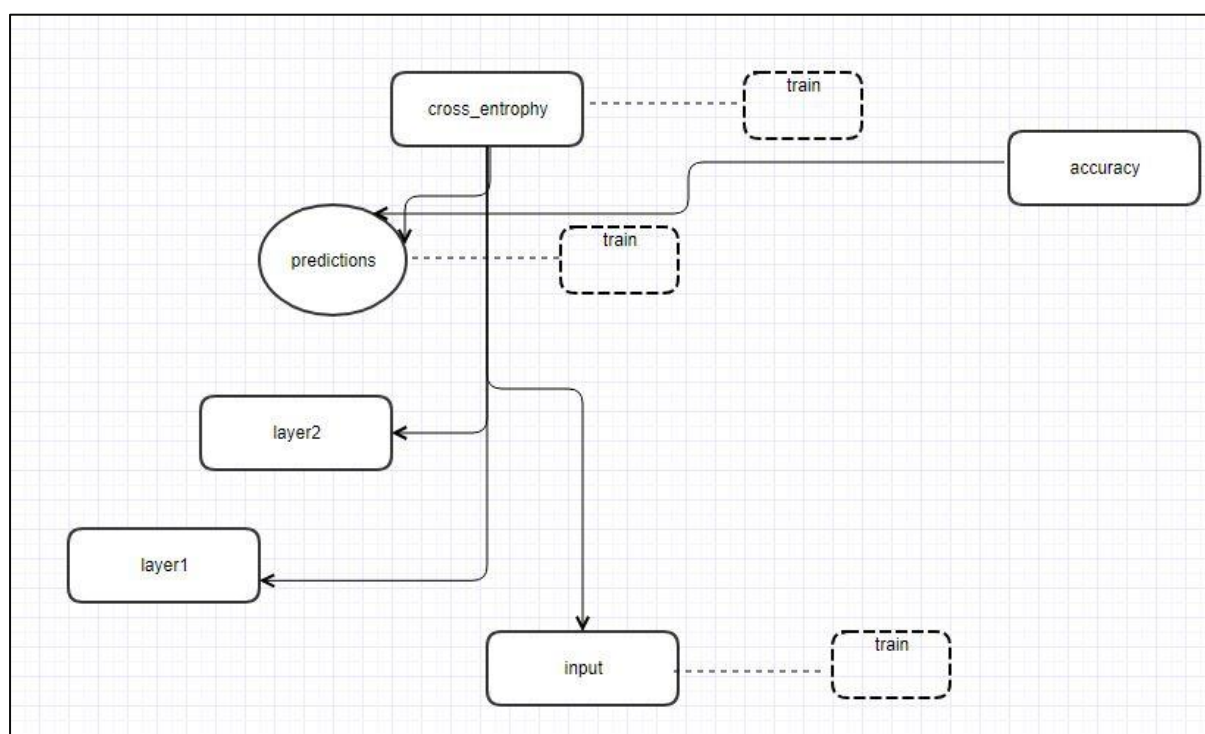 cross_entrophy
train
accuracy
predictions
train
layer2
layer1
input
train